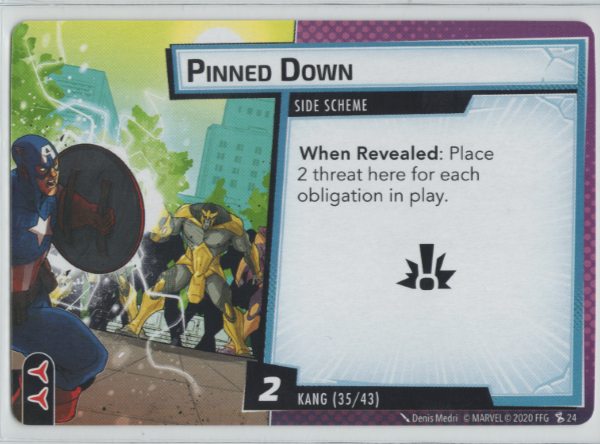 PINNED DOWN
SIDE SCHEME
When Revealed: Place
2 threat here for each
obligation in play.
2
KANG (35/43)
Denis Medri © MARVEL © 2020 FFG 24
A